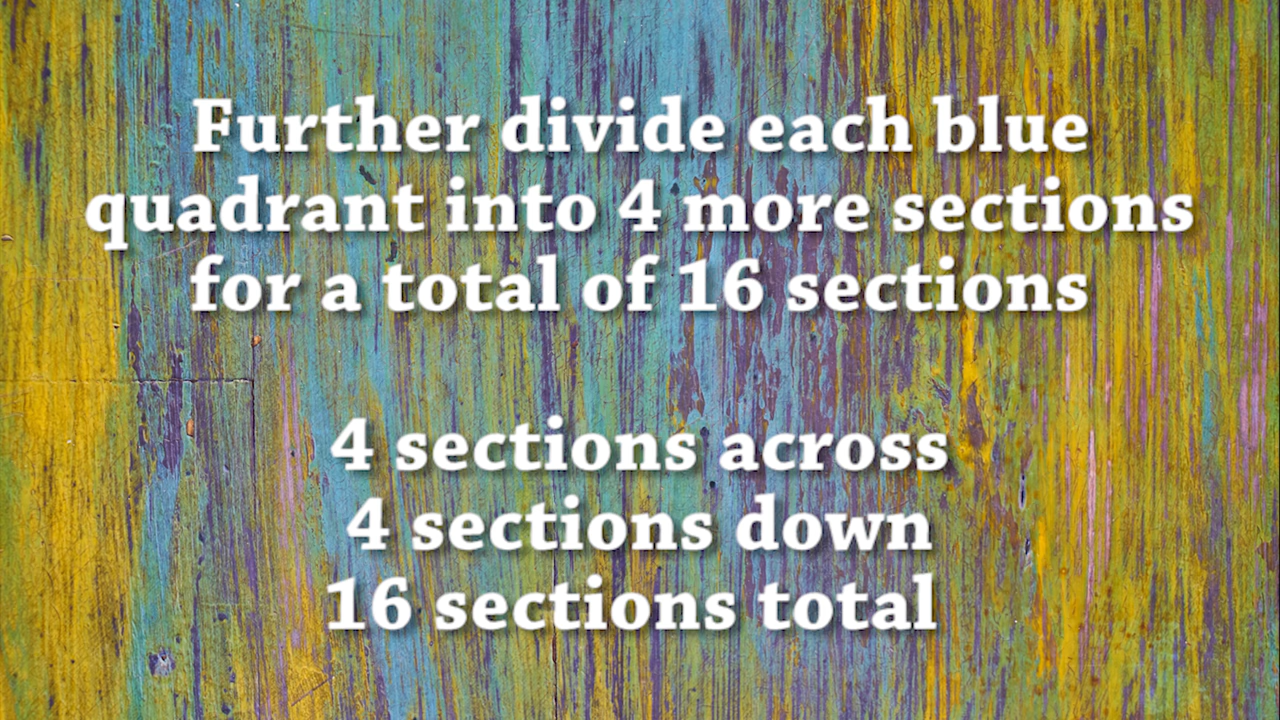 Further divide each blue
quadrant into 4 more sections
for a total of 16 sections
4 sections across
4 sections down
16 sections total